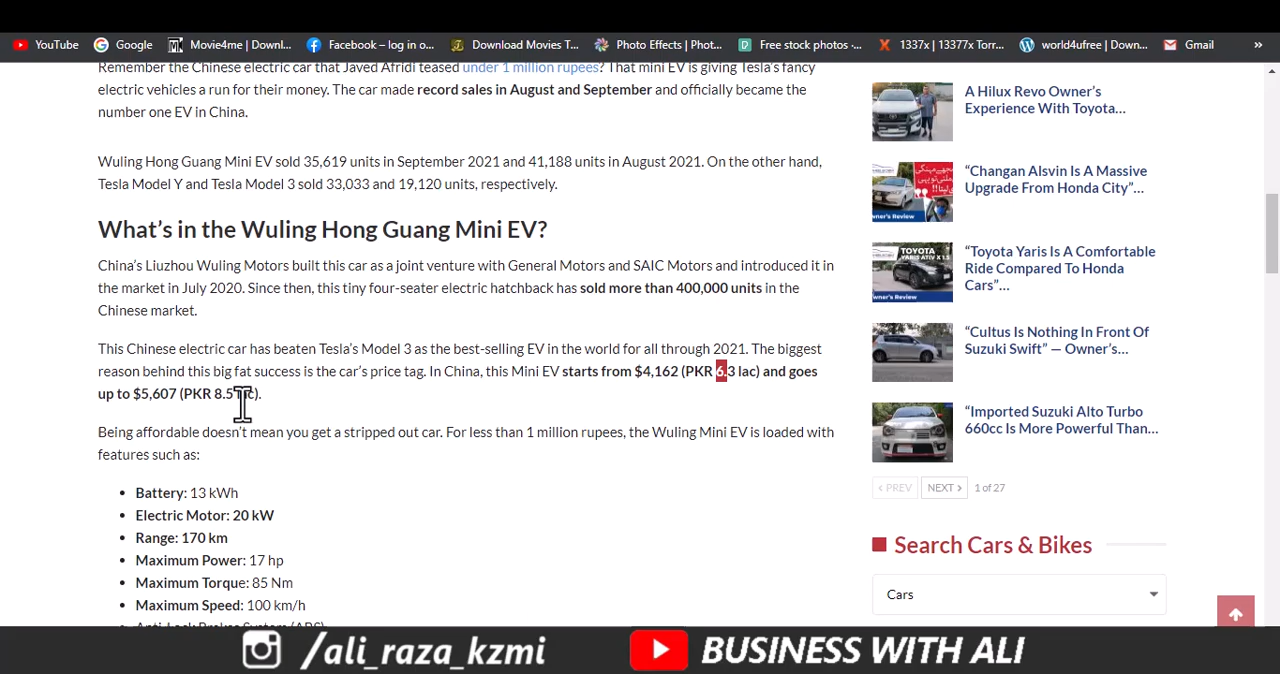 YouTube
Google
Movie4me | Downl...
Facebook – log in o...
Download Movies T...
Photo Effects | Phot...
Free stock photos -...
1337x | 13377x Torr...
world4ufree | Down...
Gmail
»
Remember the Chinese electric car that Javed Afridi teased under 1 million rupees? That mini EV is giving Tesla's fancy
electric vehicles a run for their money. The car made record sales in August and September and officially became the
number one EV in China.
Wuling Hong Guang Mini EV sold 35,619 units in September 2021 and 41,188 units in August 2021. On the other hand,
Tesla Model Y and Tesla Model 3 sold 33,033 and 19,120 units, respectively.
What's in the Wuling Hong Guang Mini EV?
China's Liuzhou Wuling Motors built this car as a joint venture with General Motors and SAIC Motors and introduced it in
the market in July 2020. Since then, this tiny four-seater electric hatchback has sold more than 400,000 units in the
Chinese market.
This Chinese electric car has beaten Tesla's Model 3 as the best-selling EV in the world for all through 2021. The biggest
reason behind this big fat success is the car's price tag. In China, this Mini EV starts from $4,162 (PKR 6.3 lac) and goes
up to $5,607 (PKR 8.5
Being affordable doesn't mean you get a stripped out car. For less than 1 million rupees, the Wuling Mini EV is loaded with
features such as:
• Battery: 13 kWh
• Electric Motor: 20 kW
• Range: 170 km
• Maximum Power: 17 hp
• Maximum Torque: 85 Nm
• Maximum Speed: 100 km/h
A Hilux Revo Owner's
Experience With Toyota...
"Changan Alsvin Is A Massive
Upgrade From Honda City"...
wner's Review
"Toyota Yaris Is A Comfortable
Ride Compared To Honda
Cars"...
TOYOTA
YARIS ATIV X 1.5
wner's Review
"Cultus Is Nothing In Front Of
Suzuki Swift" — Owner's...
"Imported Suzuki Alto Turbo
660cc Is More Powerful Than...
< PREV
NEXT >
1 of 27
Search Cars & Bikes
Cars
/ali_raza_kzmi
BUSINESS WITH ALI